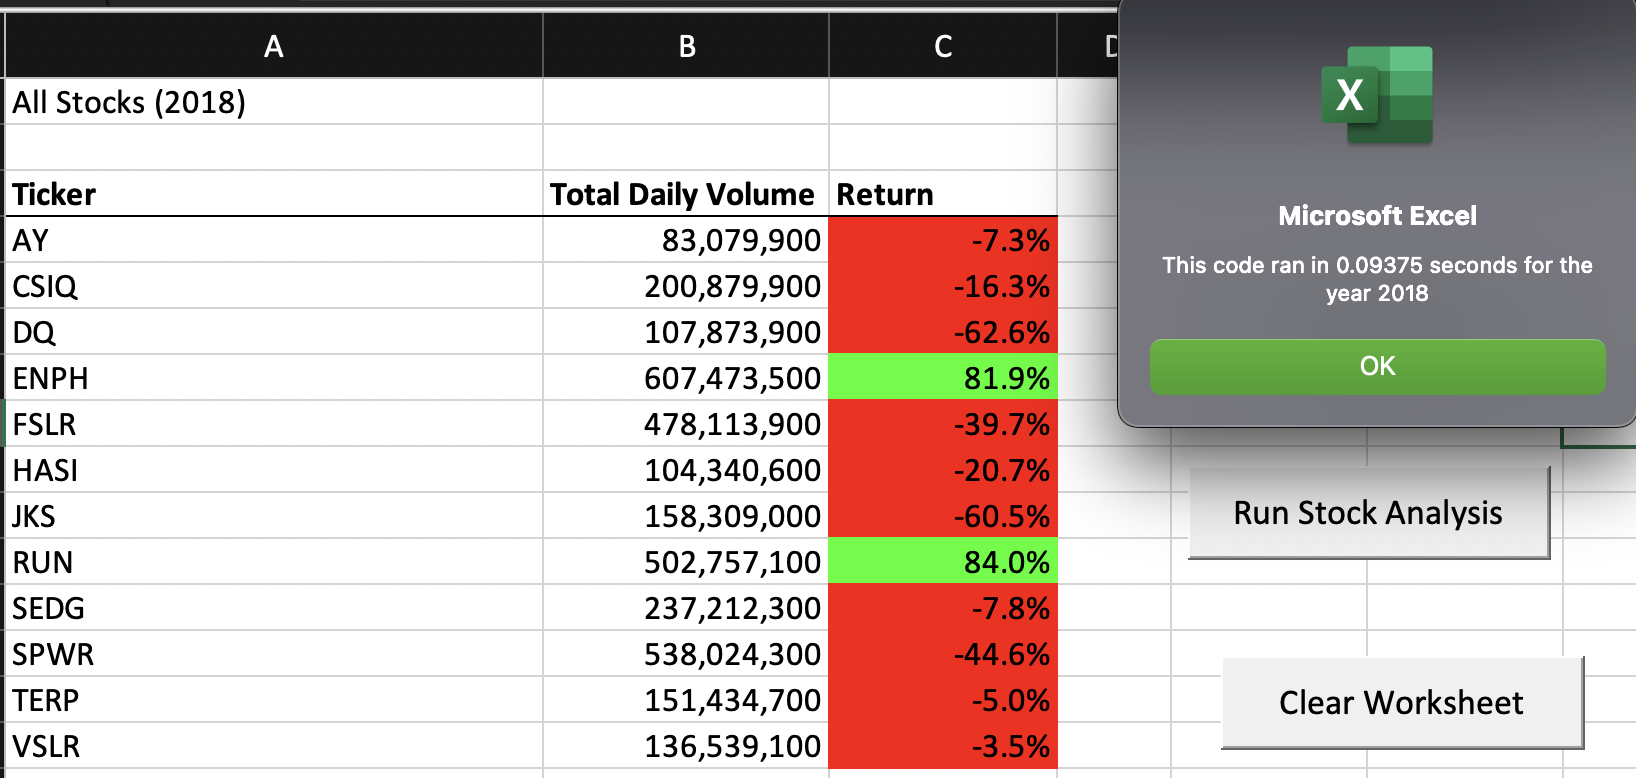 A B C
All Stocks (2018)
Ticker Total Daily Volume Return
AY 83,079,900 -7.3%
CSIQ 200,879,900 -16.3%
DQ 107,873,900 -62.6%
ENPH 607,473,500 81.9%
FSLR 478,113,900 -39.7%
HASI 104,340,600 -20.7%
JKS 158,309,000 -60.5%
RUN 502,757,100 84.0%
SEDG 237,212,300 -7.8%
SPWR 538,024,300 -44.6%
TERP 151,434,700 -5.0%
VSLR 136,539,100 -3.5%
X
Microsoft Excel
This code ran in 0.09375 seconds for the
year 2018
OK
Run Stock Analysis
Clear Worksheet